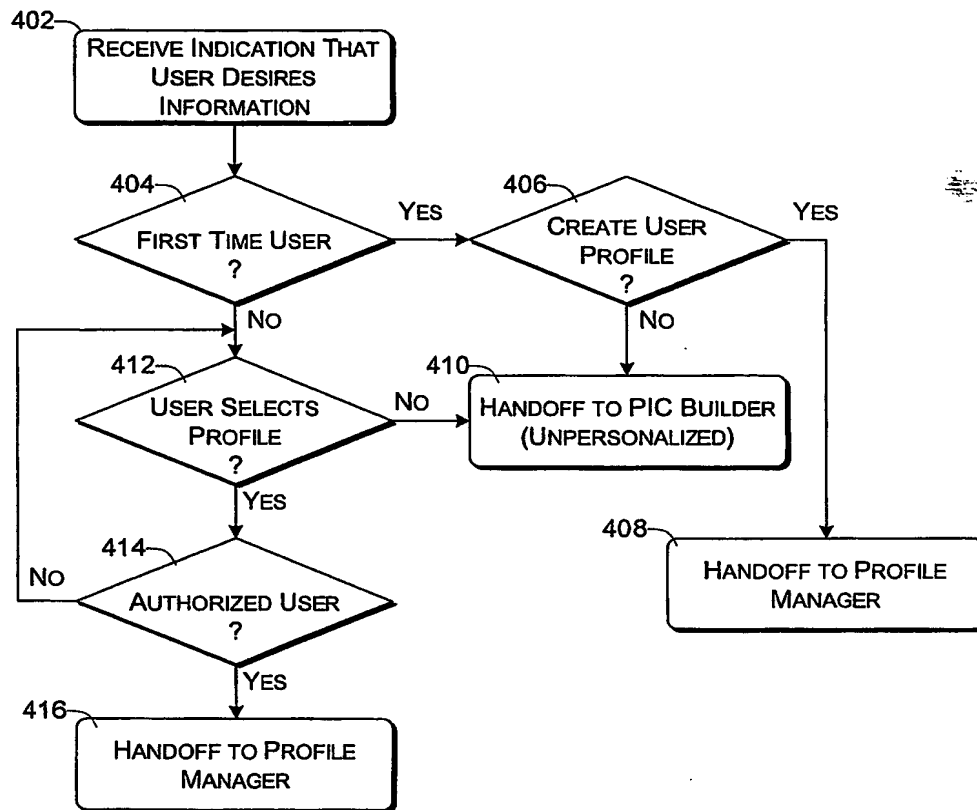 402
RECEIVE INDICATION THAT
USER DESIRES
INFORMATION
404
FIRST TIME USER
?
YES
406
CREATE USER
PROFILE
?
YES
NO
NO
412
USER SELECTS
PROFILE
?
NO
410
HANDOFF TO PIC BUILDER
(UNPERSONALIZED)
YES
414
AUTHORIZED USER
?
NO
408
HANDOFF TO PROFILE
MANAGER
YES
416
HANDOFF TO PROFILE
MANAGER